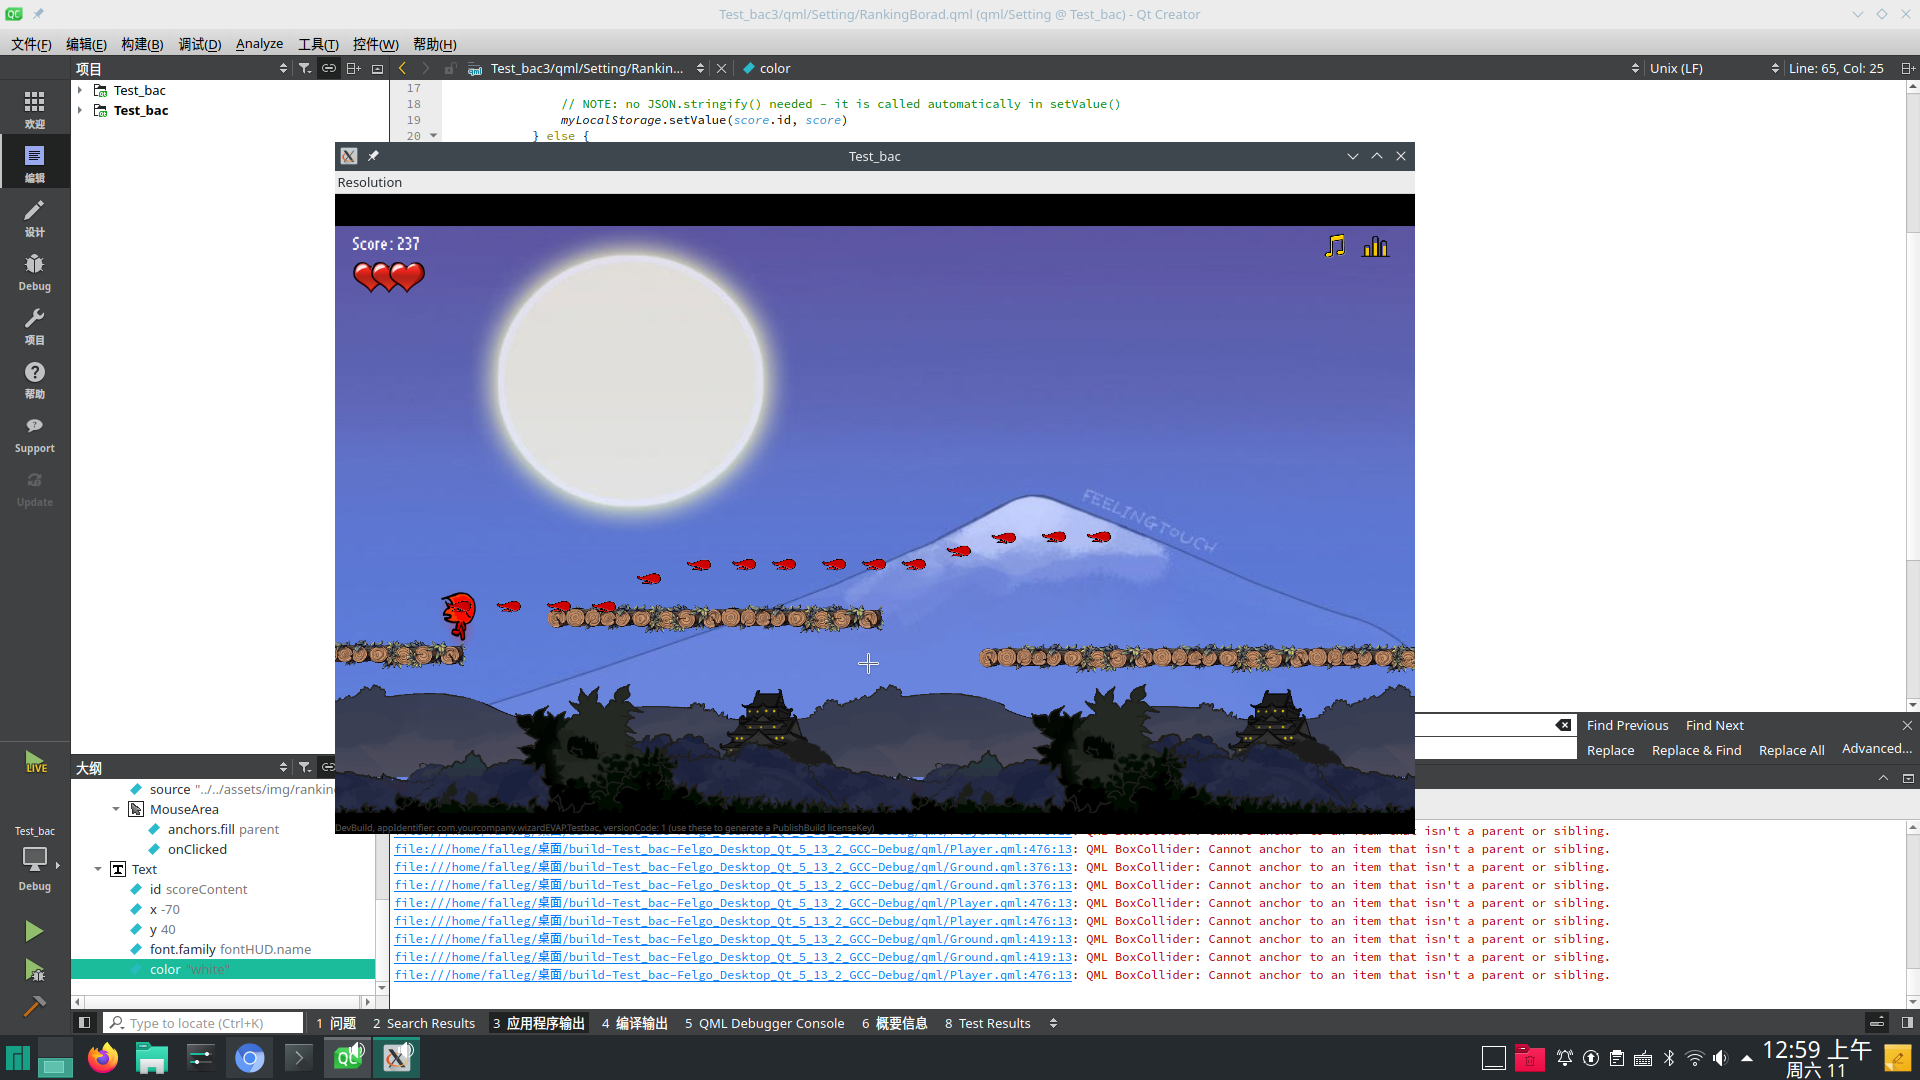 Test_bac3/qml/Setting/RankingBorad.qml (qml/Setting @ Test_bac) - Qt Creator
文件(F) 编辑(E) 构建(B) 调试(D) Analyze 工具(T) 控件(W) 帮助(H)
项目
Test_bac3/qml/Setting/Rankin...
color
Unix (LF)
Line: 65, Col: 25
Test_bac
Test_bac
欢迎
编辑
设计
Debug
项目
帮助
Support
Update
17
18 // NOTE: no JSON.stringify() needed - it is called automatically in setValue()
19 myLocalStorage.setValue(score.id, score)
20 } else {
Test_bac
Resolution
Score: 237
FEELINGTOUCH
DevBuild, appIdentifier: com.yourcompany.wizardEVAP.Testbac, versionCode: 1 (use these to generate a PublishBuild licenseKey)
Find Previous Find Next
Replace Replace & Find Replace All Advanced...
LIVE
Test_bac
Debug
大纲
source "../../assets/img/rankin
MouseArea
anchors.fill parent
onClicked
Text
id scoreContent
x -70
y 40
font.family fontHUD.name
color "white"
isn't a parent or sibling.
file:///home/falleg/桌面/build-Test_bac-Felgo_Desktop_Qt_5_13_2_GCC-Debug/qml/Player.qml:476:13: QML BoxCollider: Cannot anchor to an item that isn't a parent or sibling.
file:///home/falleg/桌面/build-Test_bac-Felgo_Desktop_Qt_5_13_2_GCC-Debug/qml/Ground.qml:376:13: QML BoxCollider: Cannot anchor to an item that isn't a parent or sibling.
file:///home/falleg/桌面/build-Test_bac-Felgo_Desktop_Qt_5_13_2_GCC-Debug/qml/Ground.qml:376:13: QML BoxCollider: Cannot anchor to an item that isn't a parent or sibling.
file:///home/falleg/桌面/build-Test_bac-Felgo_Desktop_Qt_5_13_2_GCC-Debug/qml/Player.qml:476:13: QML BoxCollider: Cannot anchor to an item that isn't a parent or sibling.
file:///home/falleg/桌面/build-Test_bac-Felgo_Desktop_Qt_5_13_2_GCC-Debug/qml/Player.qml:476:13: QML BoxCollider: Cannot anchor to an item that isn't a parent or sibling.
file:///home/falleg/桌面/build-Test_bac-Felgo_Desktop_Qt_5_13_2_GCC-Debug/qml/Ground.qml:419:13: QML BoxCollider: Cannot anchor to an item that isn't a parent or sibling.
file:///home/falleg/桌面/build-Test_bac-Felgo_Desktop_Qt_5_13_2_GCC-Debug/qml/Ground.qml:419:13: QML BoxCollider: Cannot anchor to an item that isn't a parent or sibling.
file:///home/falleg/桌面/build-Test_bac-Felgo_Desktop_Qt_5_13_2_GCC-Debug/qml/Player.qml:476:13: QML BoxCollider: Cannot anchor to an item that isn't a parent or sibling.
Type to locate (Ctrl+K)
1 问题 2 Search Results 3 应用程序输出 4 编译输出 5 QML Debugger Console 6 概要信息 8 Test Results
12:59 上午
周六 11